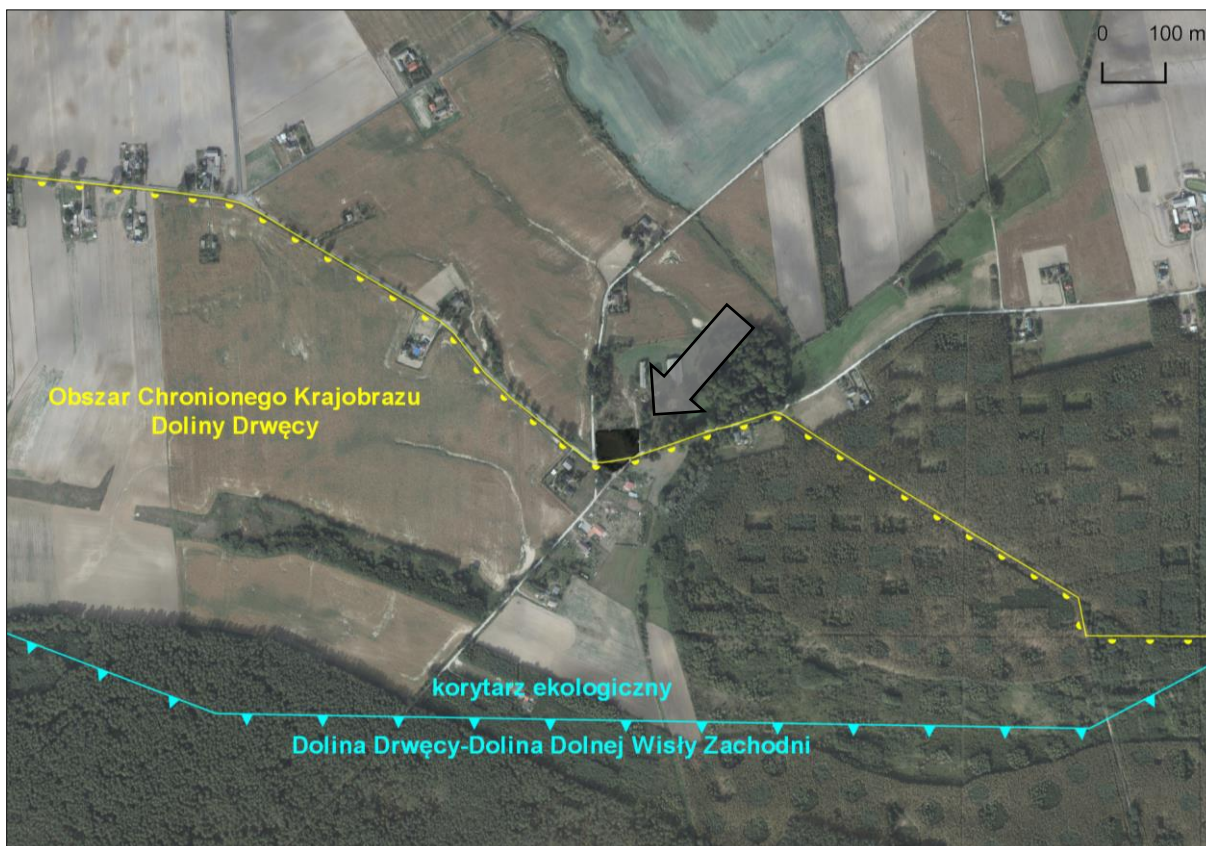 0 100 m
Obszar Chronionego Krajobrazu
Doliny Drwęcy
korytarz ekologiczny
Dolina Drwęcy-Dolina Dolnej Wisły Zachodni